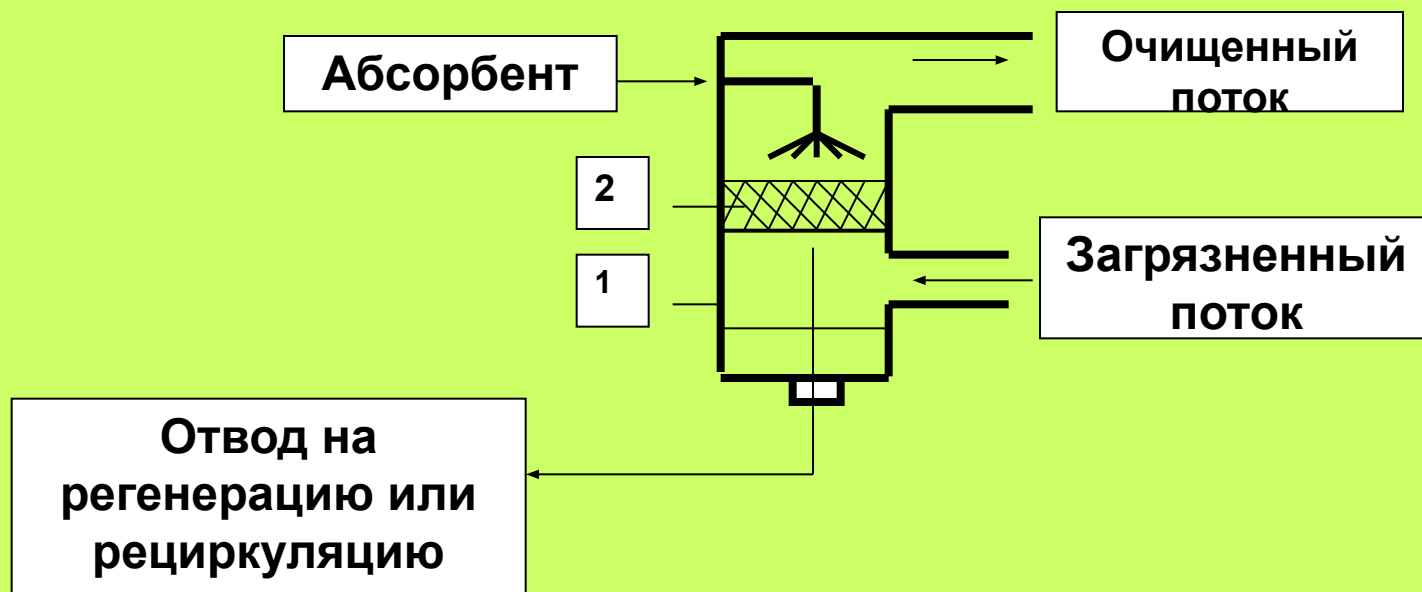 Абсорбент
Очищенный
поток
2
1
Загрязненный
поток
Отвод на
регенерацию или
рециркуляцию